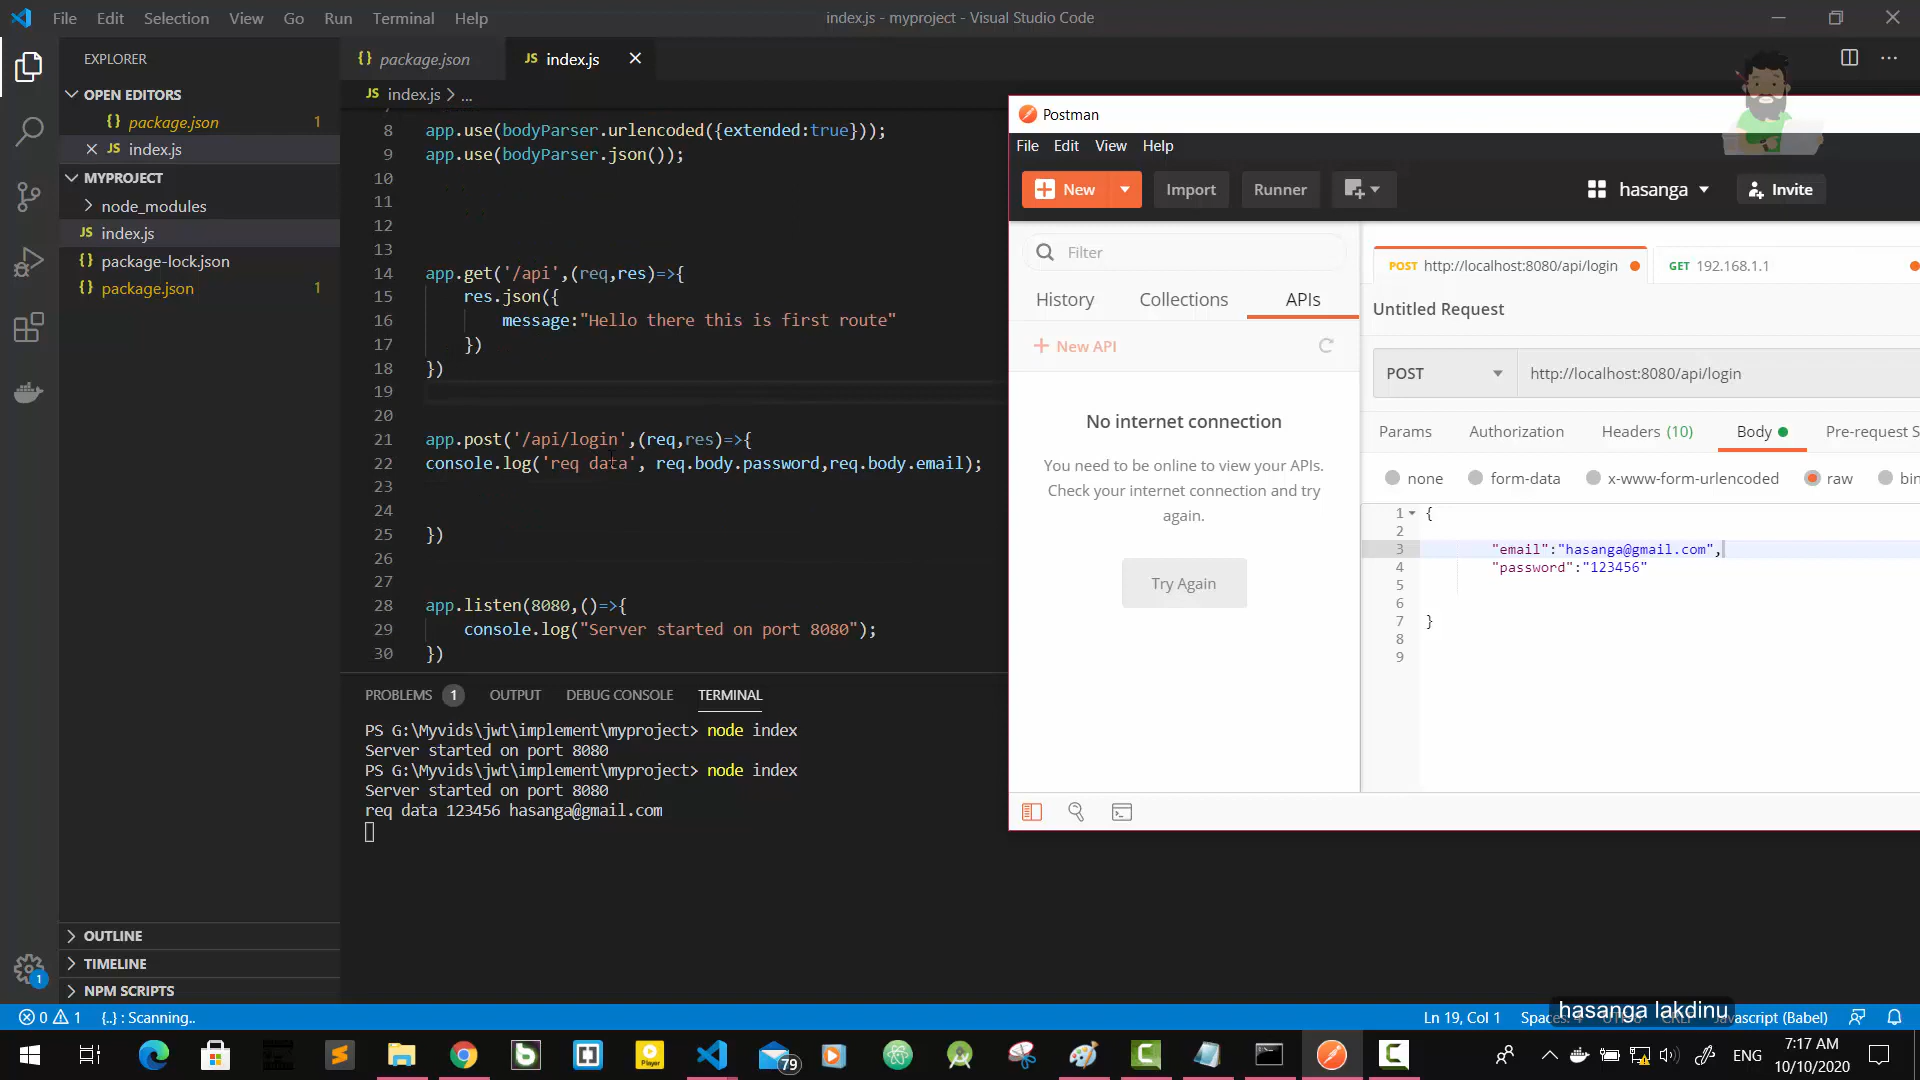 File Edit Selection View Go Run Terminal Help
index.js - myproject - Visual Studio Code
EXPLORER
OPEN EDITORS
{} package.json 1
JS index.js
MYPROJECT
node_modules
JS index.js
{} package-lock.json
{} package.json 1
OUTLINE
TIMELINE
NPM SCRIPTS
{} package.json
JS index.js
JS index.js > ...
8 app.use(bodyParser.urlencoded({extended:true}));
9 app.use(bodyParser.json());
10
11
12
13
14 app.get('/api',(req,res)=>{
15 res.json({
16 message:"Hello there this is first route"
17 })
18 })
19
20
21 app.post('/api/login',(req,res)=>{
22 console.log('req data', req.body.password,req.body.email);
23
24
25 })
26
27
28 app.listen(8080,()=>{
29 console.log("Server started on port 8080");
30 })
PROBLEMS 1 OUTPUT DEBUG CONSOLE TERMINAL
PS G:\Myvids\jwt\implement\myproject> node index
Server started on port 8080
PS G:\Myvids\jwt\implement\myproject> node index
Server started on port 8080
req data 123456 hasanga@gmail.com
Postman
File Edit View Help
New Import Runner hasanga Invite
Filter
History Collections APIs
+ New API
No internet connection
You need to be online to view your APIs.
Check your internet connection and try
again.
Try Again
POST http://localhost:8080/api/login GET 192.168.1.1
Untitled Request
POST http://localhost:8080/api/login
Params Authorization Headers (10) Body Pre-request S
none form-data x-www-form-urlencoded raw bin
1 {
2
3 "email":"hasanga@gmail.com",
4 "password":"123456"
5
6
7 }
8
9
0 1 {..} : Scanning..
Ln 19, Col 1
hasanga lakdinu
Javascript (Babel)
1
79
Player
ENG
7:17 AM
10/10/2020